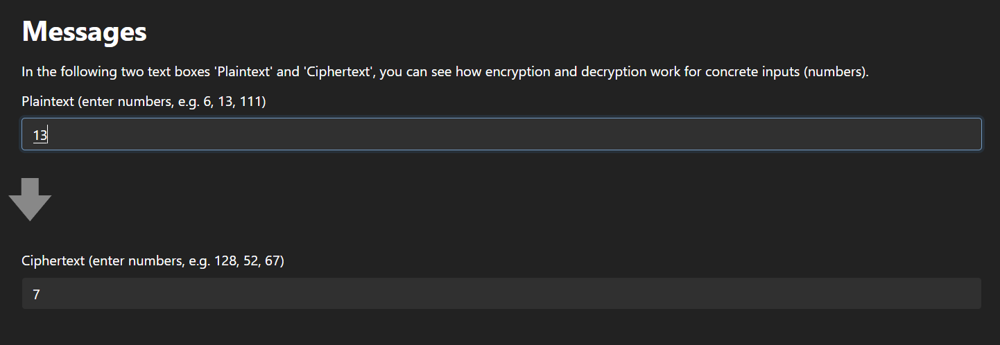 Messages
In the following two text boxes 'Plaintext' and 'Ciphertext', you can see how encryption and decryption work for concrete inputs (numbers).
Plaintext (enter numbers, e.g. 6, 13, 111)
13
Ciphertext (enter numbers, e.g. 128, 52, 67)
7